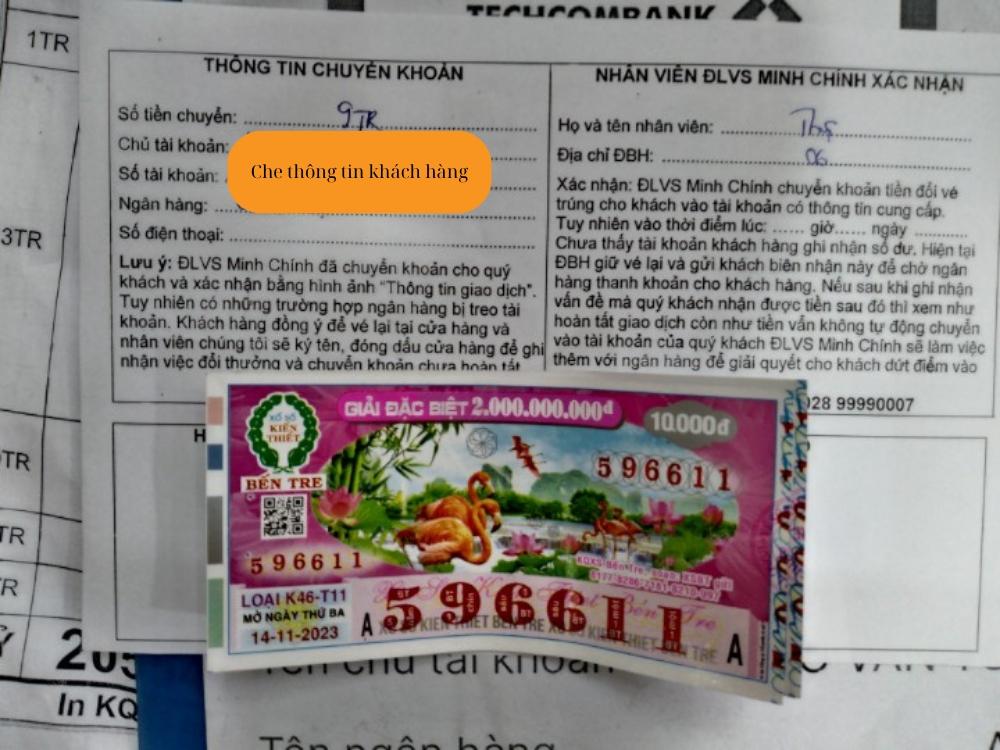 TECHCOMBANK
1TR
THÔNG TIN CHUYỂN KHOẢN
Số tiền chuyển: 9TR
Chủ tài khoản:
Số tài khoản:
Ngân hàng:
Số điện thoại:
Che thông tin khách hàng
Lưu ý: ĐLVS Minh Chính đã chuyển khoản cho quý
khách và xác nhận bằng hình ảnh "Thông tin giao dịch".
Tuy nhiên có những trường hợp ngân hàng bị treo tài
khoản. Khách hàng đồng ý để vé lại tại cửa hàng và
nhân viên chúng tôi sẽ ký tên, đóng dấu cửa hàng để ghi
nhận việc đổi thưởng và chuyển khoản chưa hoàn tất
NHÂN VIÊN ĐLVS MINH CHÍNH XÁC NHẬN
Họ và tên nhân viên:
Địa chỉ ĐBH: 06
Xác nhận: ĐLVS Minh Chính chuyển khoản tiền đổi vé
trúng cho khách vào tài khoản có thông tin cung cấp.
Tuy nhiên vào thời điểm lúc: ...... giờ...... ngày ..........
Chưa thấy tài khoản khách hàng ghi nhận số dư. Hiện tại
ĐBH giữ vé lại và gửi khách biên nhận này để chờ ngân
hàng thanh khoản cho khách hàng. Nếu sau khi ghi nhận
vấn đề mà quý khách nhận được tiền sau đó thì xem như
hoàn tất giao dịch còn như tiền vẫn không tự động chuyển
vào tài khoản của quý khách ĐLVS Minh Chính sẽ làm việc
thêm với ngân hàng để giải quyết cho khách dứt điểm vào
028 99990007
3TR
XỔ SỐ
KIẾN
THIẾT
BẾN TRE
GIẢI ĐẶC BIỆT 2.000.000.000đ
10.000đ
596611
596611
KQXS Bến Tre, soạn: XSBT gửi
LOẠI K46-T11
MỞ NGÀY THỨ BA
14-11-2023
A 596611 A
TR
TR
In KQ
Tên chủ tài khoản
Tên ngân hàng